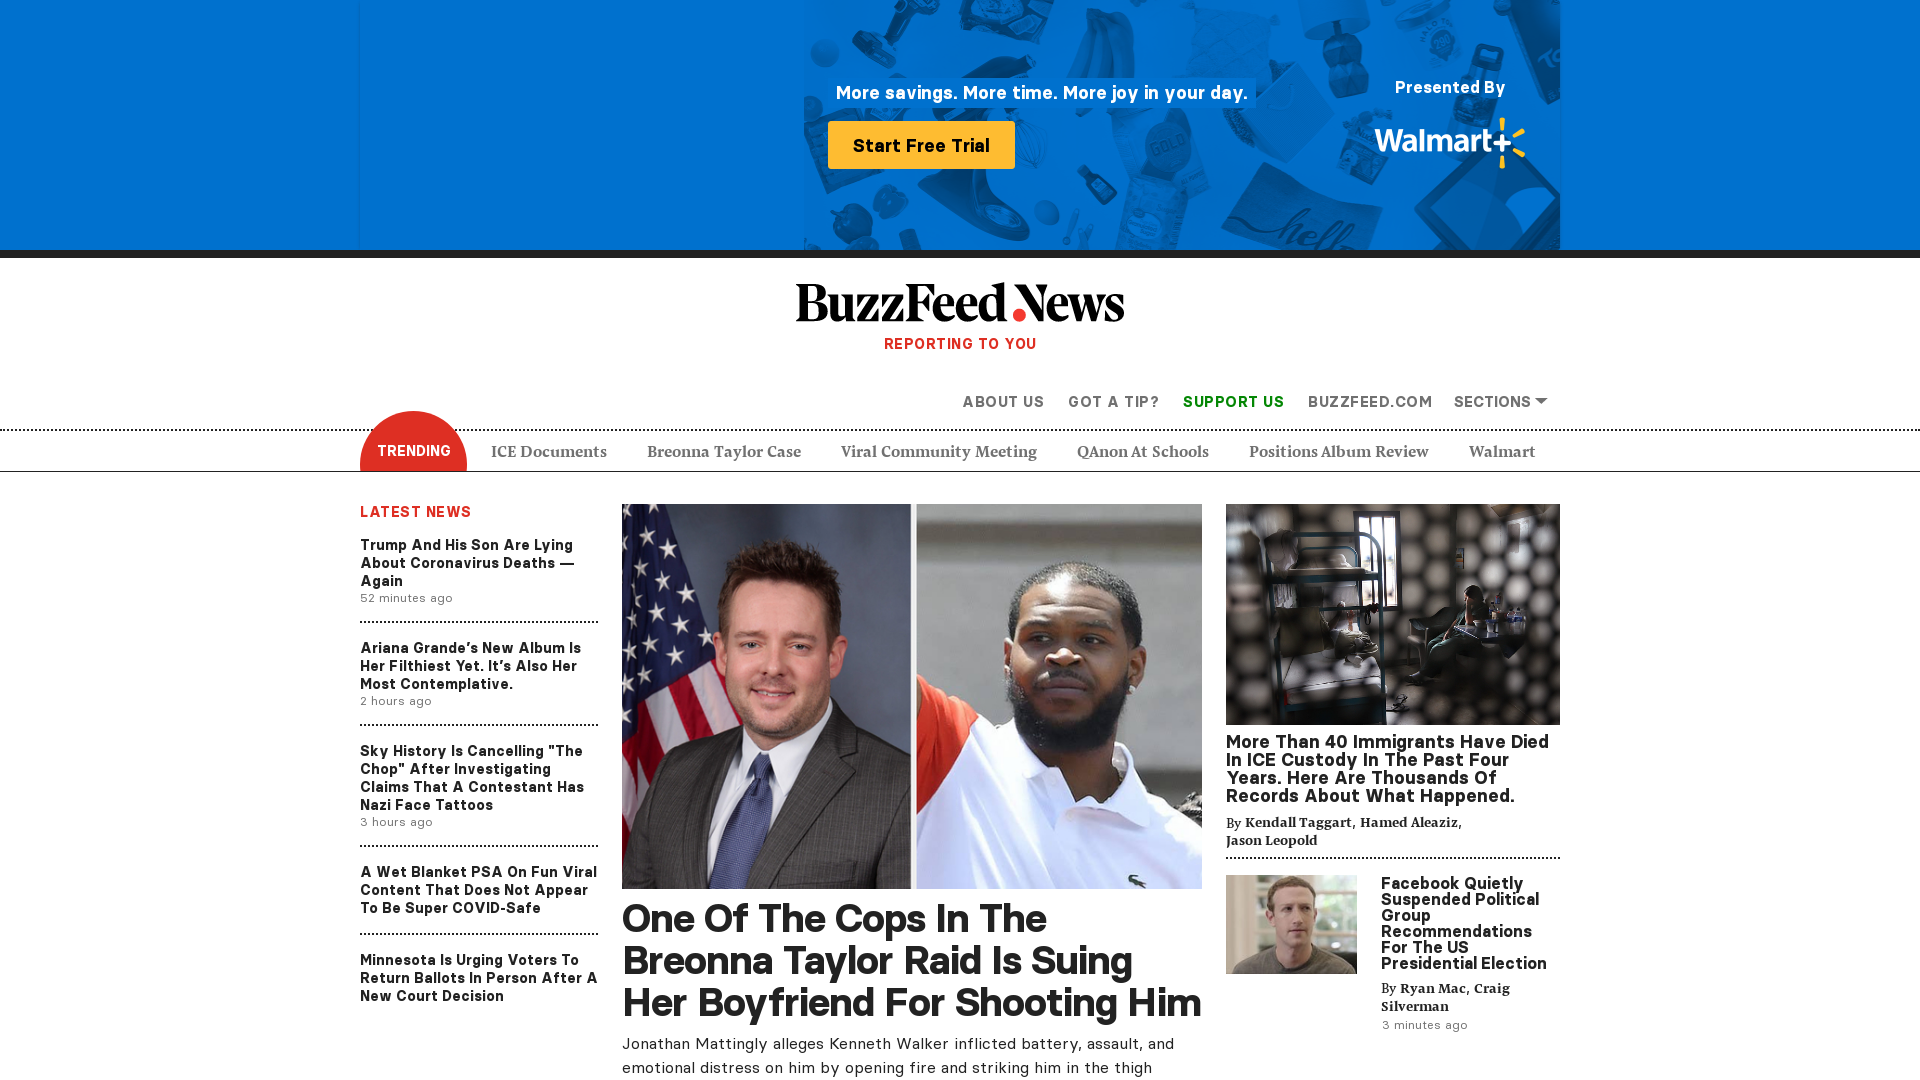 More savings. More time. More joy in your day.
Start Free Trial
Presented By
Walmart+
BuzzFeed News
REPORTING TO YOU
ABOUT US
GOT A TIP?
SUPPORT US
BUZZFEED.COM
SECTIONS
TRENDING
ICE Documents
Breonna Taylor Case
Viral Community Meeting
QAnon At Schools
Positions Album Review
Walmart
LATEST NEWS
Trump And His Son Are Lying
About Coronavirus Deaths —
Again
52 minutes ago
Ariana Grande’s New Album Is
Her Filthiest Yet. It’s Also Her
Most Contemplative.
2 hours ago
Sky History Is Cancelling "The
Chop" After Investigating
Claims That A Contestant Has
Nazi Face Tattoos
3 hours ago
A Wet Blanket PSA On Fun Viral
Content That Does Not Appear
To Be Super COVID-Safe
Minnesota Is Urging Voters To
Return Ballots In Person After A
New Court Decision
One Of The Cops In The
Breonna Taylor Raid Is Suing
Her Boyfriend For Shooting Him
Jonathan Mattingly alleges Kenneth Walker inflicted battery, assault, and
emotional distress on him by opening fire and striking him in the thigh
More Than 40 Immigrants Have Died
In ICE Custody In The Past Four
Years. Here Are Thousands Of
Records About What Happened.
By Kendall Taggart, Hamed Aleaziz,
Jason Leopold
Facebook Quietly
Suspended Political
Group
Recommendations
For The US
Presidential Election
By Ryan Mac, Craig
Silverman
3 minutes ago
hello
GOLD